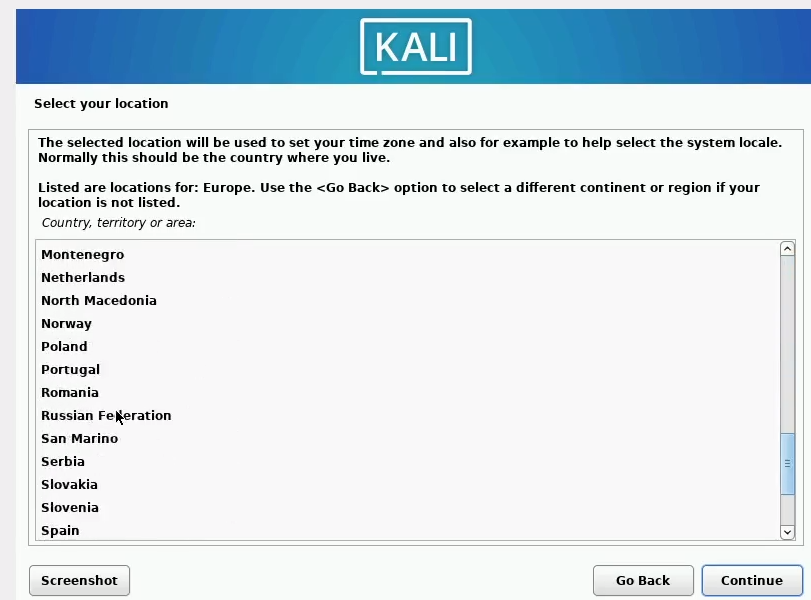 KALI
Select your location
The selected location will be used to set your time zone and also for example to help select the system locale.
Normally this should be the country where you live.
Listed are locations for: Europe. Use the <Go Back> option to select a different continent or region if your
location is not listed.
Country, territory or area:
Montenegro
Netherlands
North Macedonia
Norway
Poland
Portugal
Romania
Russian Federation
San Marino
Serbia
Slovakia
Slovenia
Spain
Screenshot
Go Back
Continue